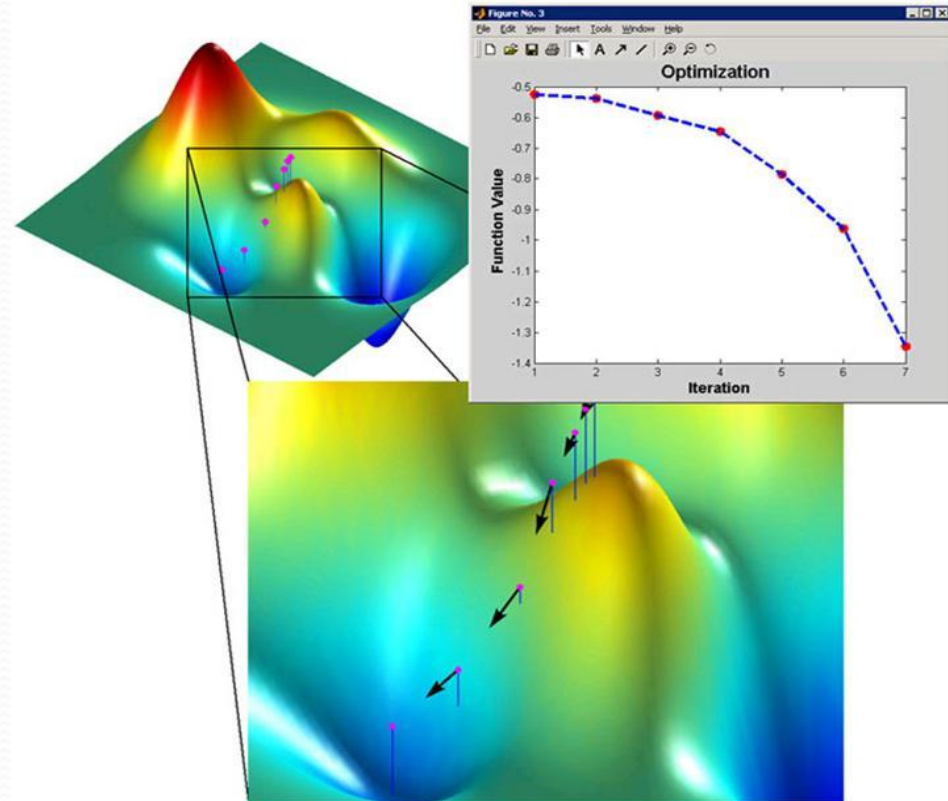 Figure No. 3
File Edit View Insert Tools Window Help
A
Optimization
-0.5
-0.6
-0.7
-0.8
-0.9
-1
-1.1
-1.2
-1.3
-1.4
Function Value
1 2 3 4 5 6 7
Iteration